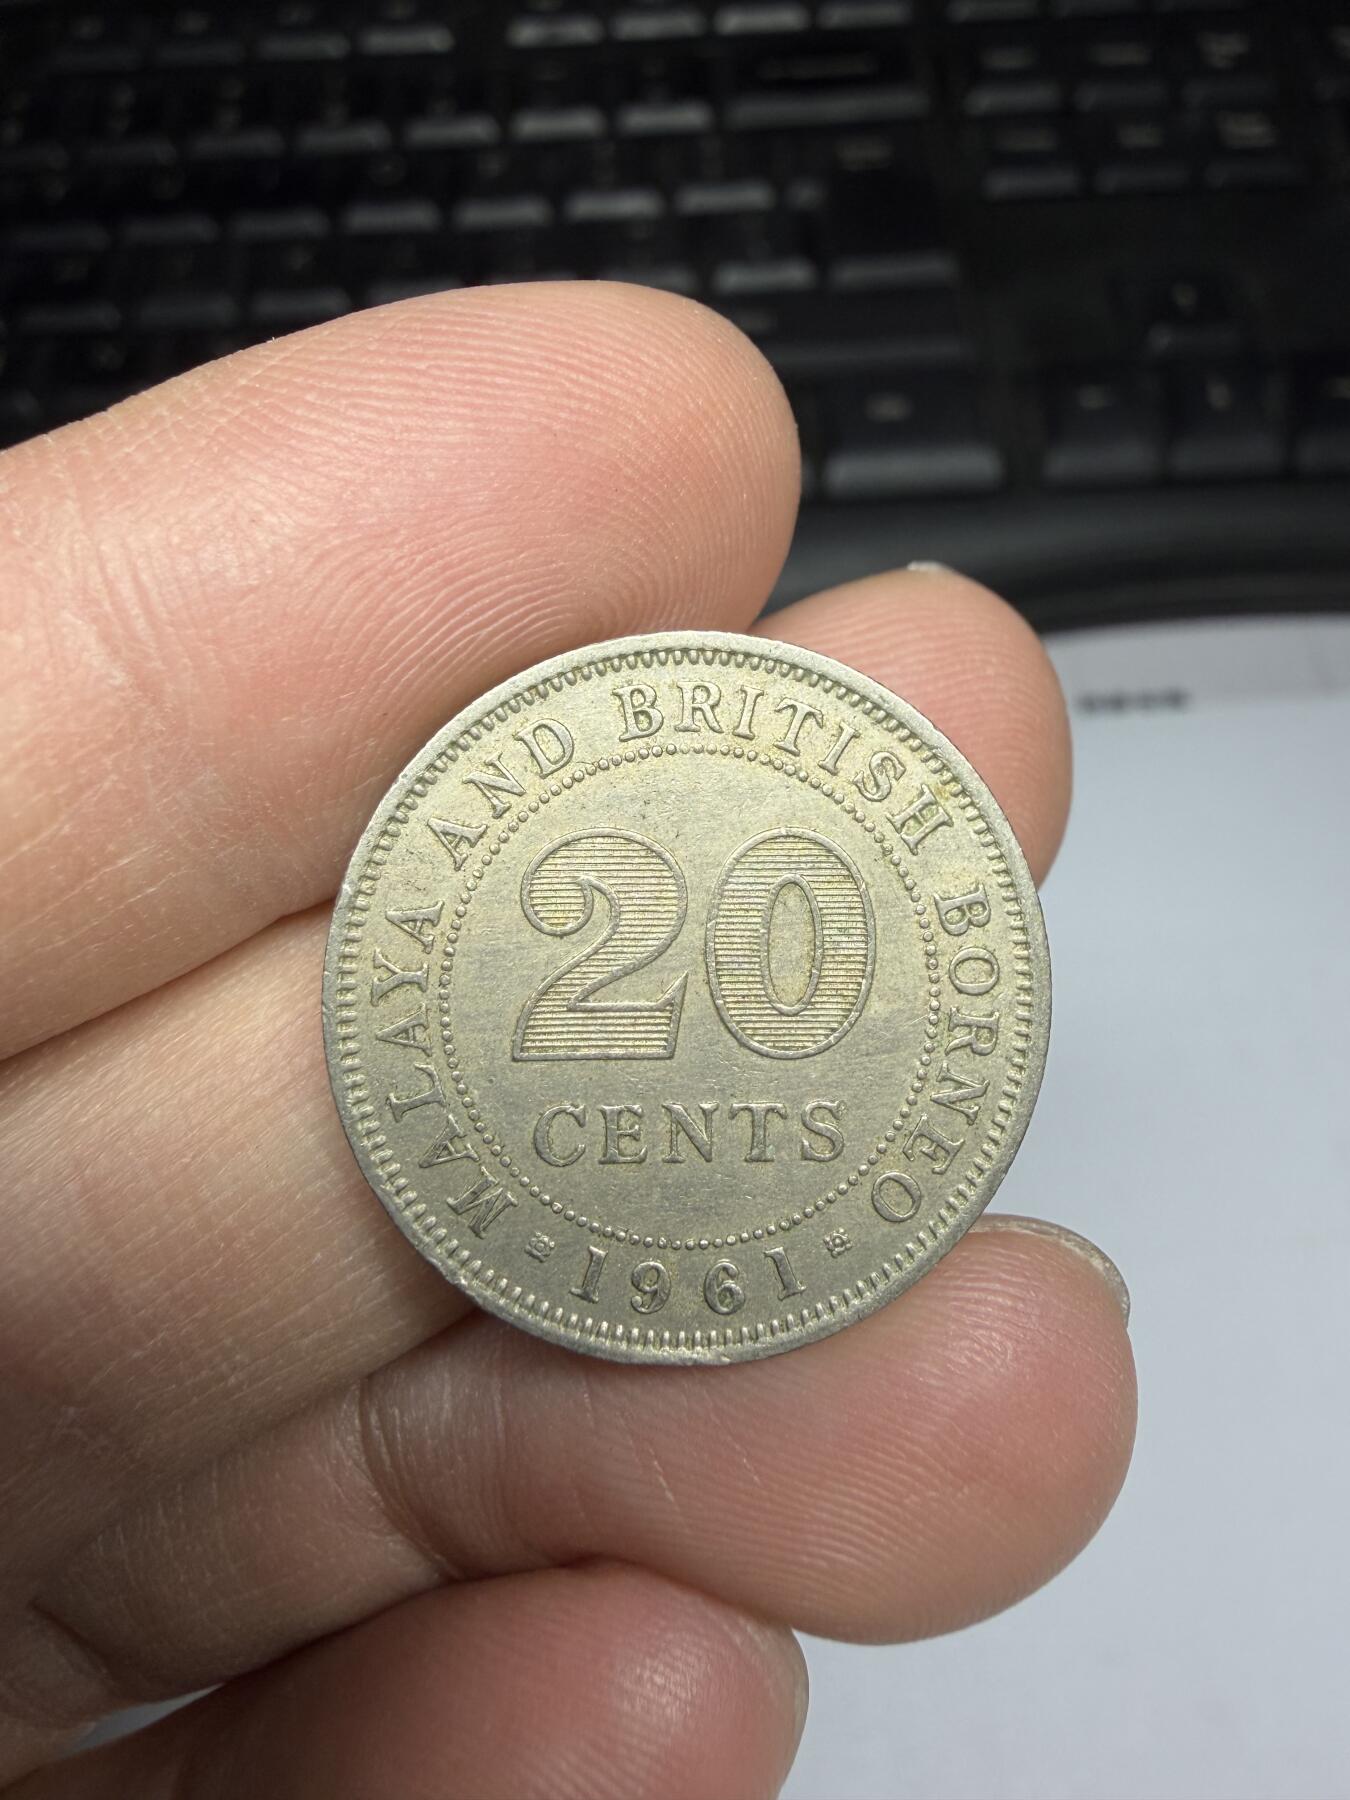 MALAYA AND BRITISH BORNEO
20
CENTS
1961